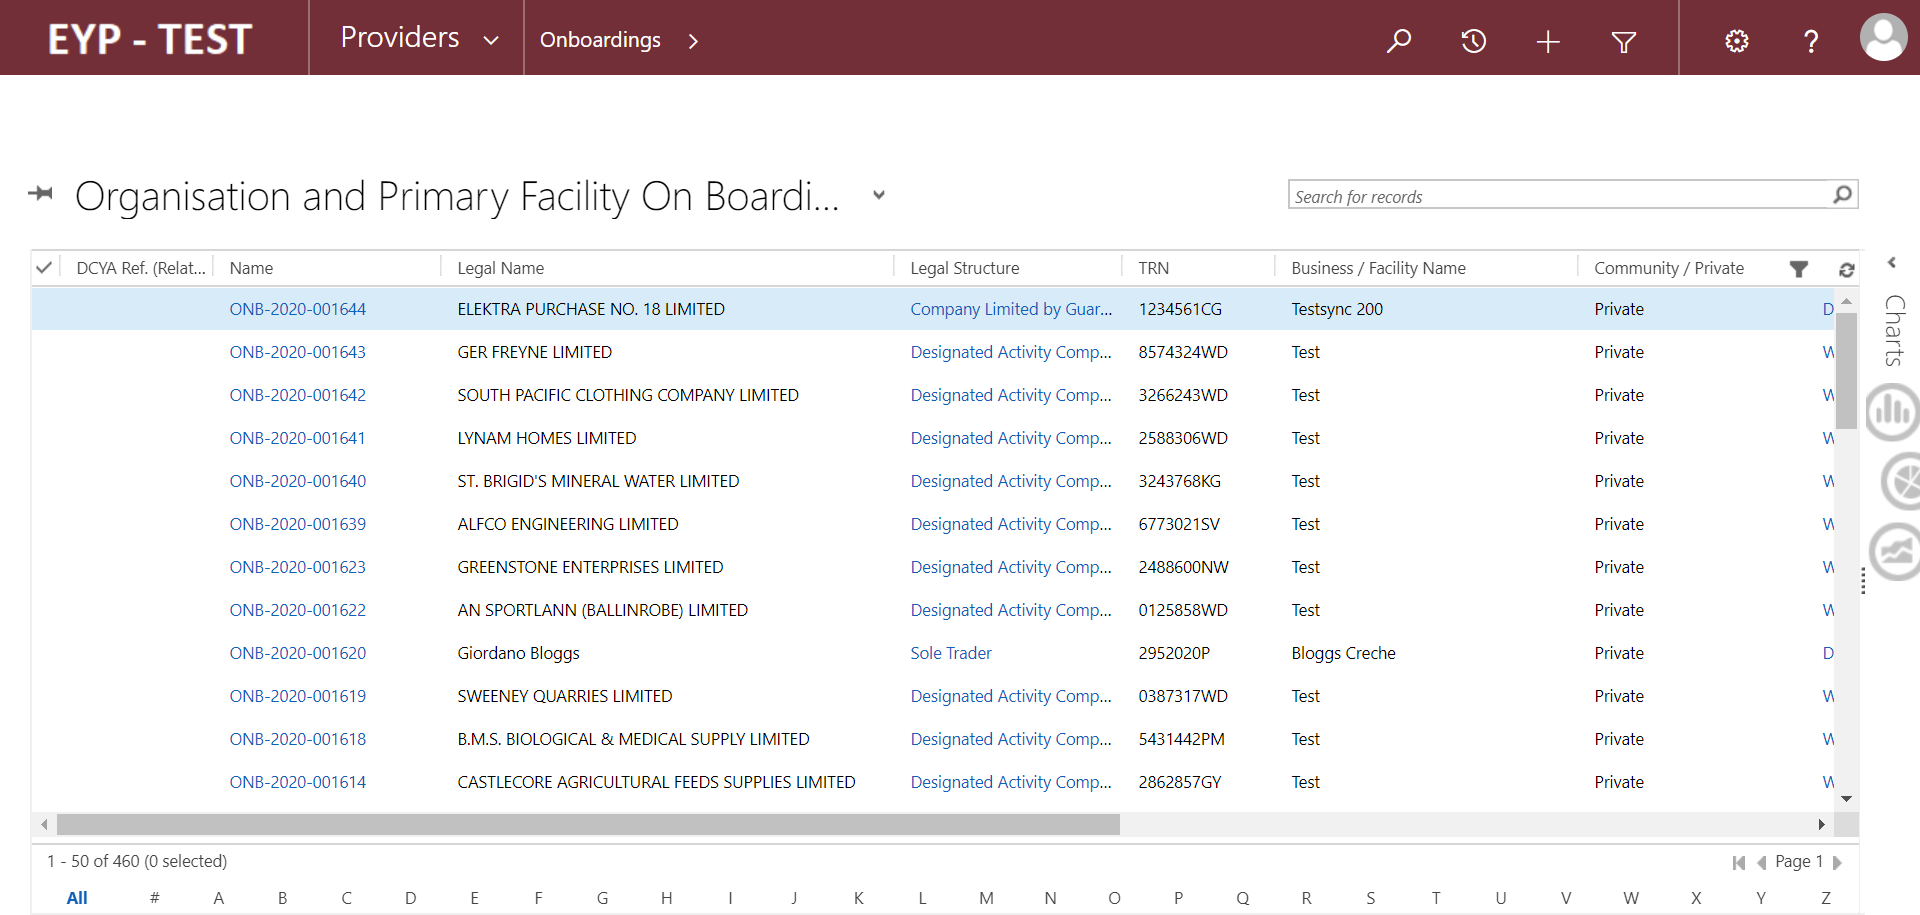 EYP - TEST Providers Onboardings
Organisation and Primary Facility On Boardi... Search for records
DCYA Ref. (Relat... Name Legal Name Legal Structure TRN Business / Facility Name Community / Private
ONB-2020-001644 ELEKTRA PURCHASE NO. 18 LIMITED Company Limited by Guar... 1234561CG Testsync 200 Private D
ONB-2020-001643 GER FREYNE LIMITED Designated Activity Comp... 8574324WD Test Private W
ONB-2020-001642 SOUTH PACIFIC CLOTHING COMPANY LIMITED Designated Activity Comp... 3266243WD Test Private W
ONB-2020-001641 LYNAM HOMES LIMITED Designated Activity Comp... 2588306WD Test Private W
ONB-2020-001640 ST. BRIGID'S MINERAL WATER LIMITED Designated Activity Comp... 3243768KG Test Private W
ONB-2020-001639 ALFCO ENGINEERING LIMITED Designated Activity Comp... 6773021SV Test Private W
ONB-2020-001623 GREENSTONE ENTERPRISES LIMITED Designated Activity Comp... 2488600NW Test Private W
ONB-2020-001622 AN SPORTLANN (BALLINROBE) LIMITED Designated Activity Comp... 0125858WD Test Private W
ONB-2020-001620 Giordano Bloggs Sole Trader 2952020P Bloggs Creche Private D
ONB-2020-001619 SWEENEY QUARRIES LIMITED Designated Activity Comp... 0387317WD Test Private W
ONB-2020-001618 B.M.S. BIOLOGICAL & MEDICAL SUPPLY LIMITED Designated Activity Comp... 5431442PM Test Private W
ONB-2020-001614 CASTLECORE AGRICULTURAL FEEDS SUPPLIES LIMITED Designated Activity Comp... 2862857GY Test Private W
Charts
1 - 50 of 460 (0 selected) Page 1
All # A B C D E F G H I J K L M N O P Q R S T U V W X Y Z